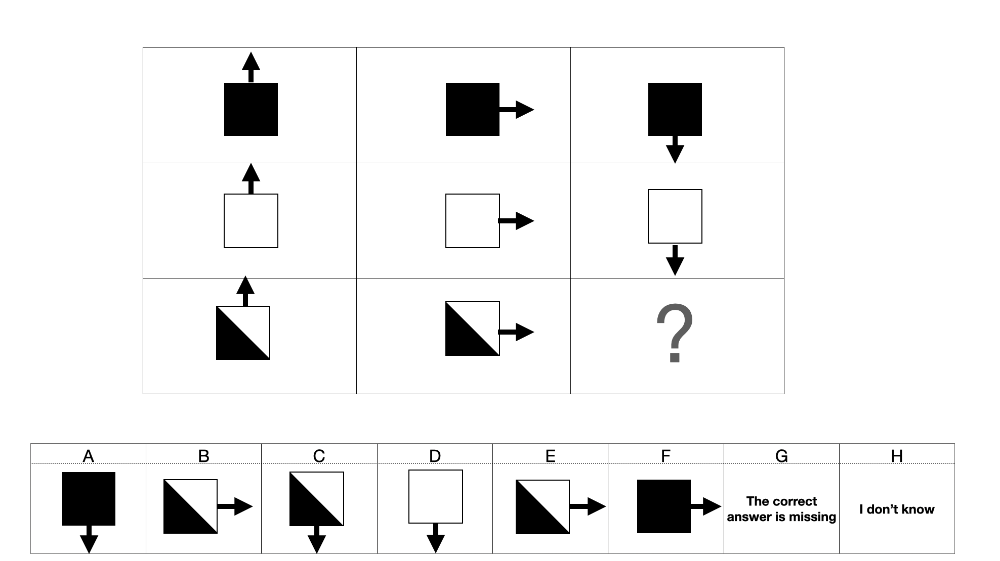 ?
A B C D E F G H
The correct
answer is missing
I don't know